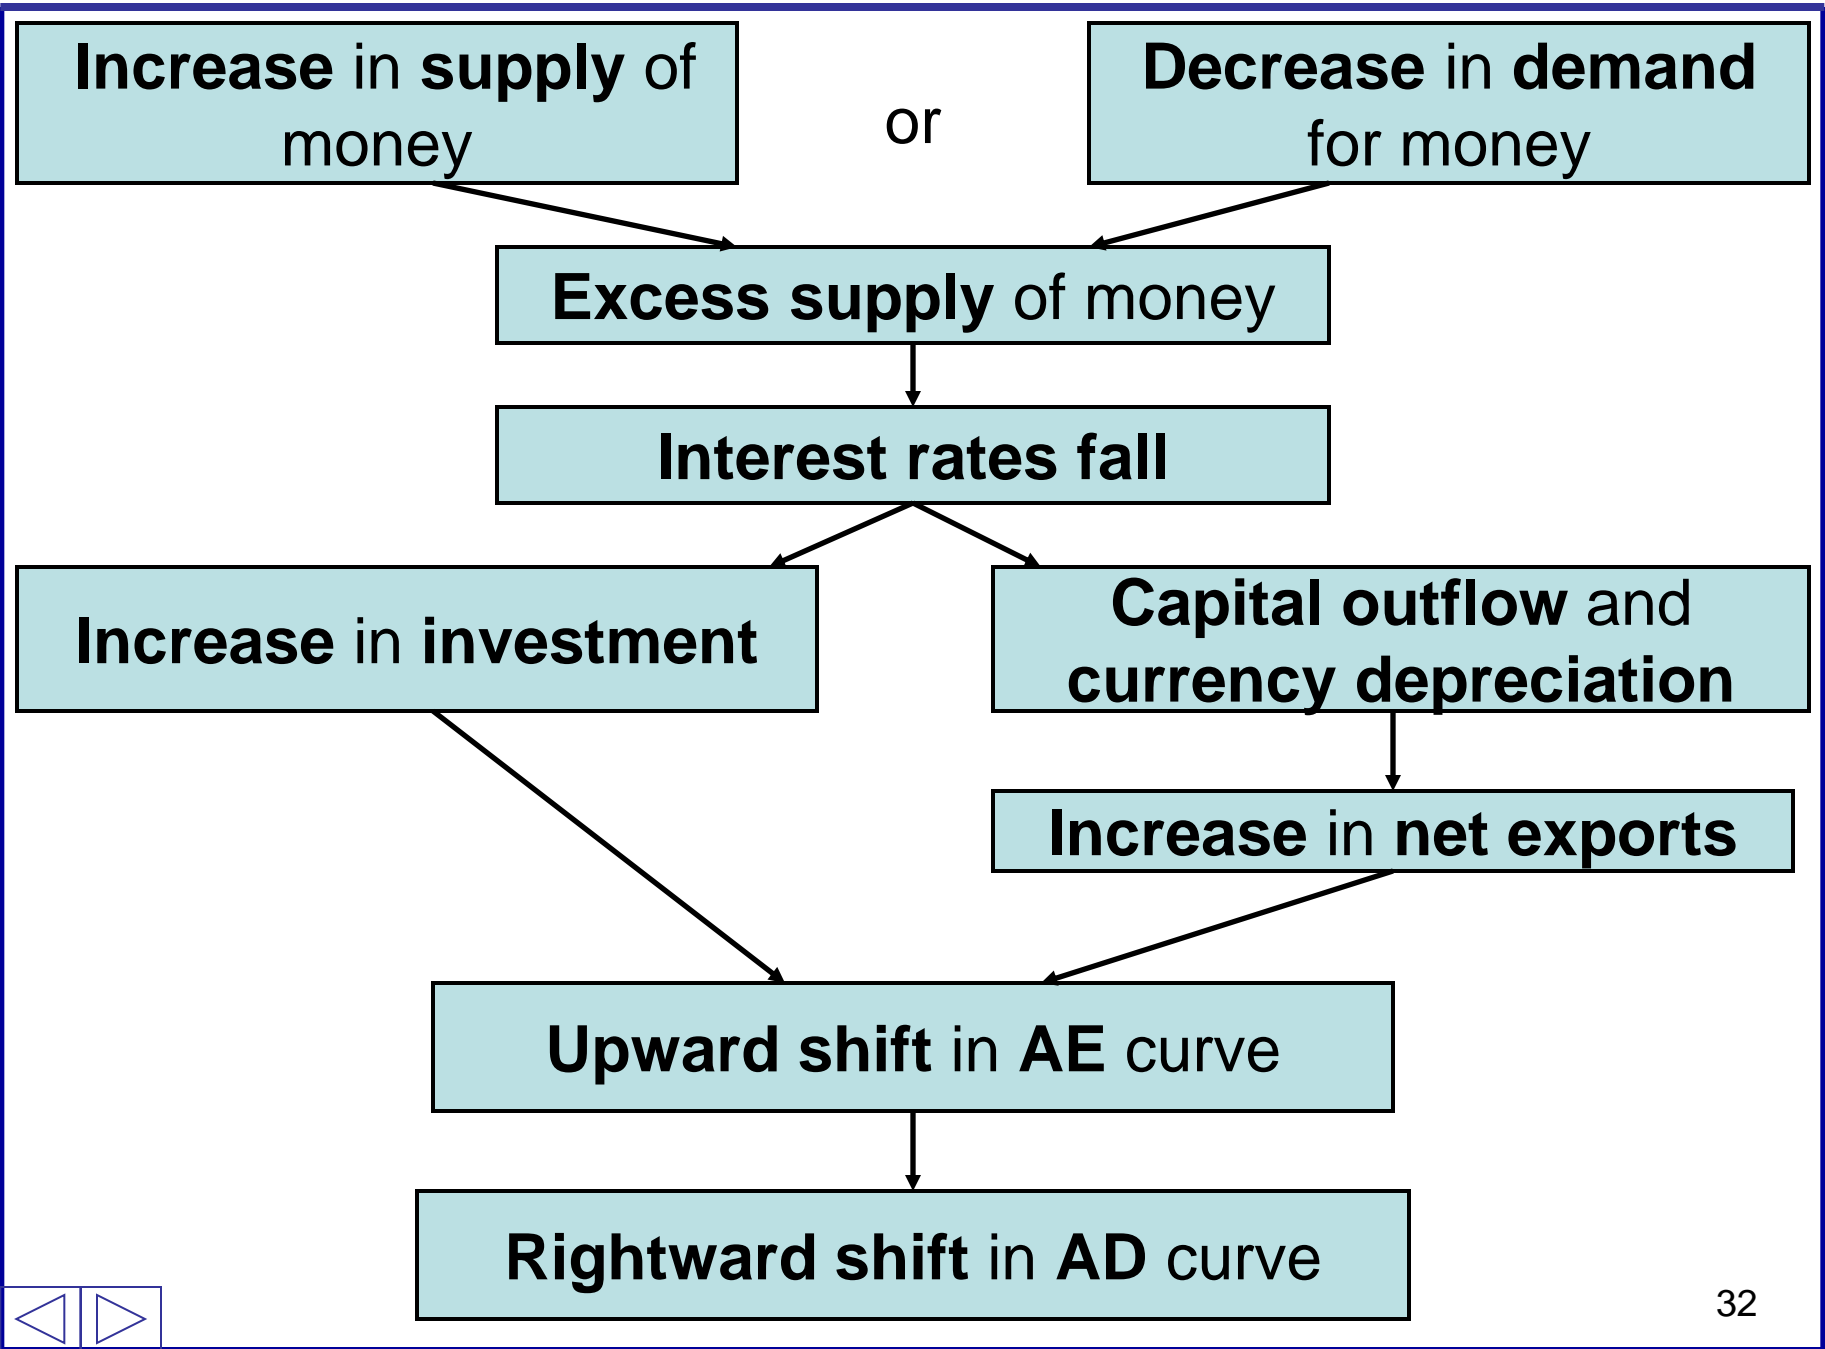 Increase in supply of
money
or
Decrease in demand
for money
Excess supply of money
Interest rates fall
Increase in investment
Capital outflow and
currency depreciation
Increase in net exports
Upward shift in AE curve
Rightward shift in AD curve
32